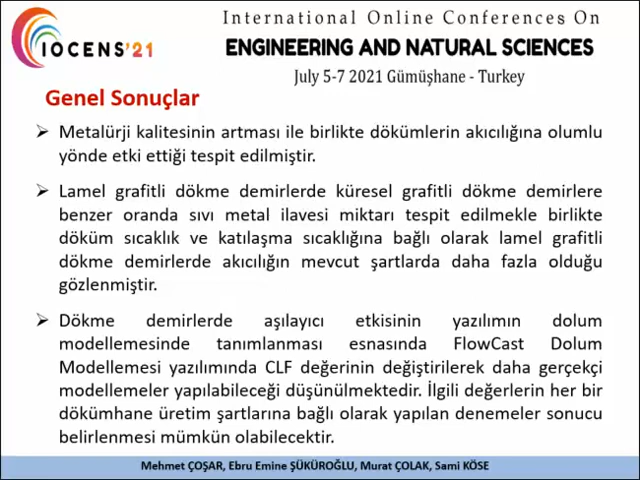 IOCENS'21
International Online Conferences On
ENGINEERING AND NATURAL SCIENCES
July 5-7 2021 Gümüşhane - Turkey
Genel Sonuçlar
➢ Metalürji kalitesinin artması ile birlikte dökümlerin akıcılığına olumlu
yönde etki ettiği tespit edilmiştir.
➢ Lamel grafitli dökme demirlerde küresel grafitli dökme demirlere
benzer oranda sıvı metal ilavesi miktarı tespit edilmekle birlikte
döküm sıcaklık ve katılaşma sıcaklığına bağlı olarak lamel grafitli
dökme demirlerde akıcılığın mevcut şartlarda daha fazla olduğu
gözlenmiştir.
➢ Dökme demirlerde aşılayıcı etkisinin yazılımın dolum
modellemesinde tanımlanması esnasında FlowCast Dolum
Modellemesi yazılımında CLF değerinin değiştirilerek daha gerçekçi
modellemeler yapılabileceği düşünülmektedir. İlgili değerlerin her bir
dökümhane üretim şartlarına bağlı olarak yapılan denemeler sonucu
belirlenmesi mümkün olabilecektir.
Mehmet ÇOŞAR, Ebru Emine ŞÜKÜROĞLU, Murat ÇOLAK, Sami KÖSE